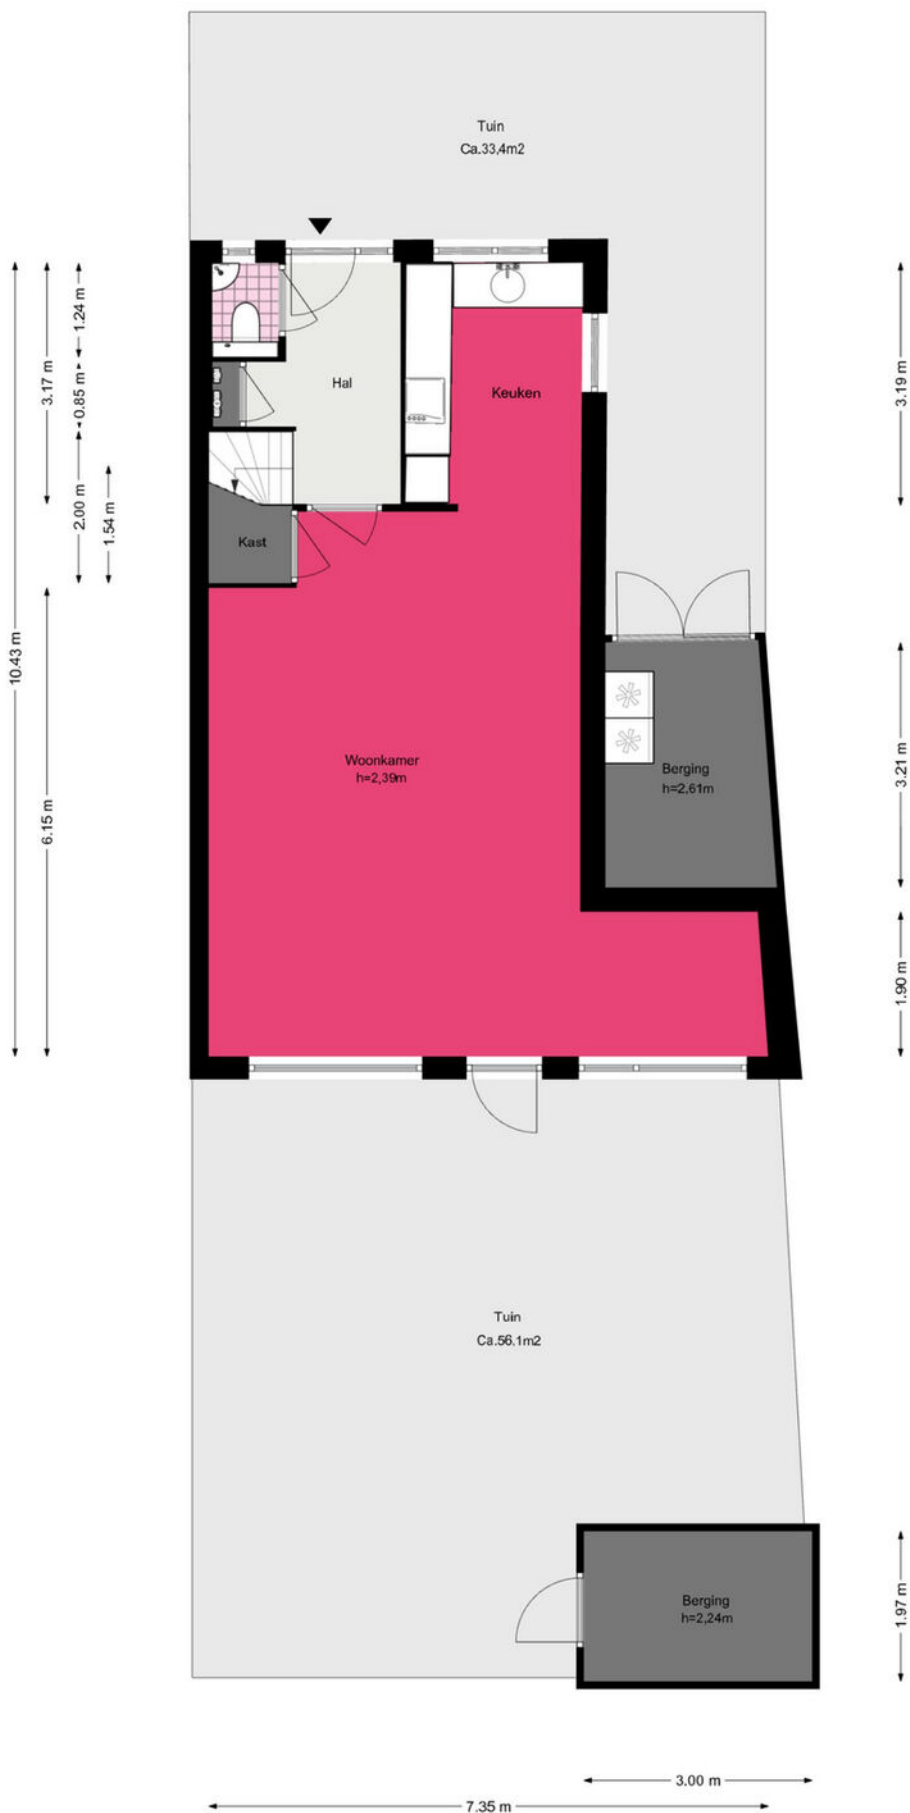 Tuin
Ca.33,4m2
1.24 m
3.17 m
0.85 m
Hal
Keuken
3.19 m
2.00 m
1.54 m
Kast
10.43 m
Woonkamer
h=2,39m
Berging
h=2,61m
3.21 m
6.15 m
1.90 m
Tuin
Ca.56.1m2
Berging
h=2,24m
1.97 m
3.00 m
7.35 m